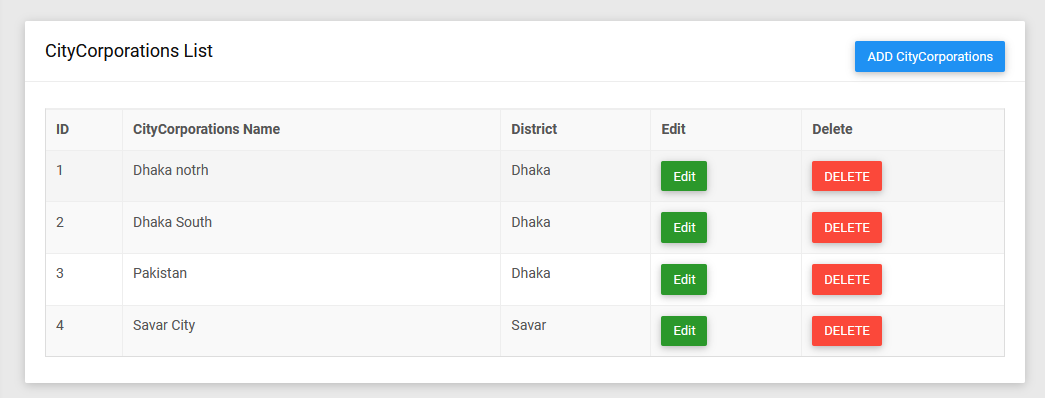 CityCorporations List
ADD CityCorporations
ID CityCorporations Name District Edit Delete
1 Dhaka notrh Dhaka Edit DELETE
2 Dhaka South Dhaka Edit DELETE
3 Pakistan Dhaka Edit DELETE
4 Savar City Savar Edit DELETE